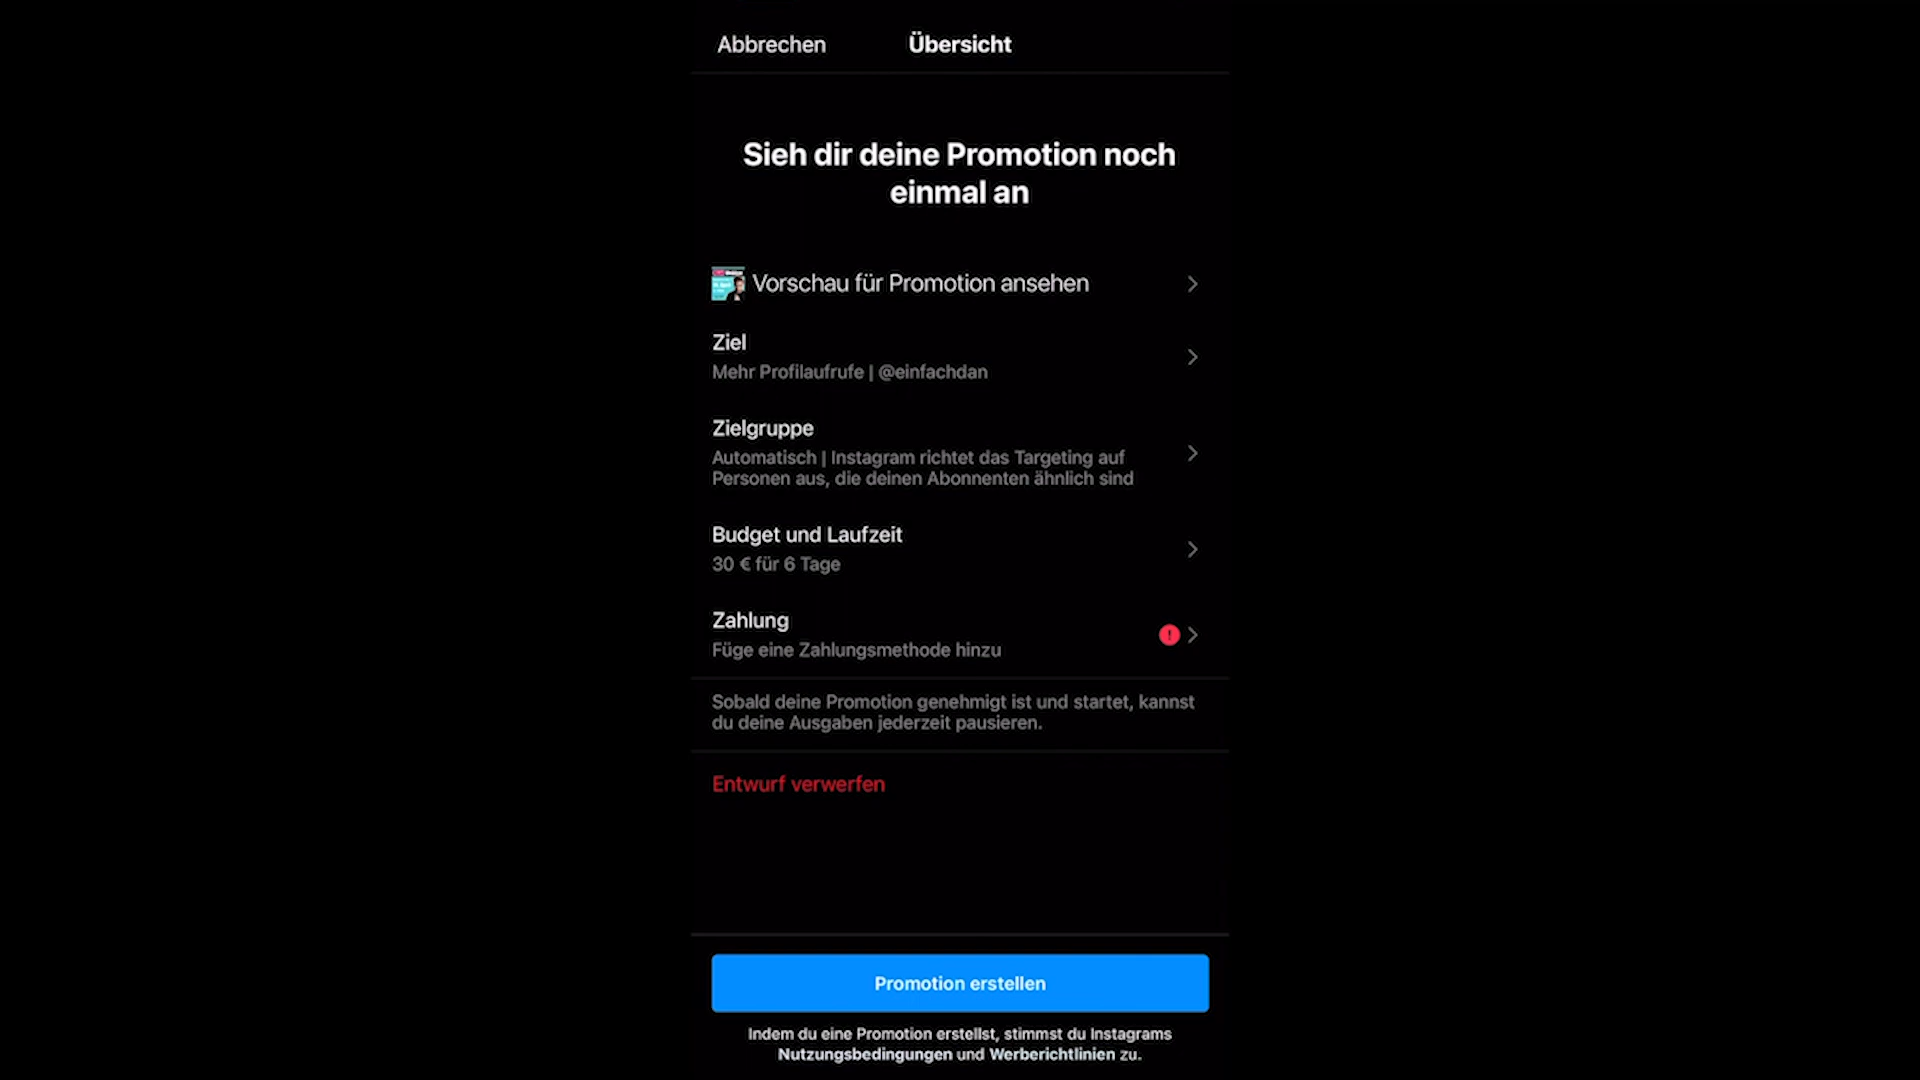 Abbrechen
Übersicht
Sieh dir deine Promotion noch
einmal an
Vorschau für Promotion ansehen
Ziel
Mehr Profilaufrufe | @einfachdan
Zielgruppe
Automatisch | Instagram richtet das Targeting auf
Personen aus, die deinen Abonnenten ähnlich sind
Budget und Laufzeit
30 € für 6 Tage
Zahlung
Füge eine Zahlungsmethode hinzu
Sobald deine Promotion genehmigt ist und startet, kannst
du deine Ausgaben jederzeit pausieren.
Entwurf verwerfen
Promotion erstellen
Indem du eine Promotion erstellst, stimmst du Instagrams
Nutzungsbedingungen und Werberichtlinien zu.